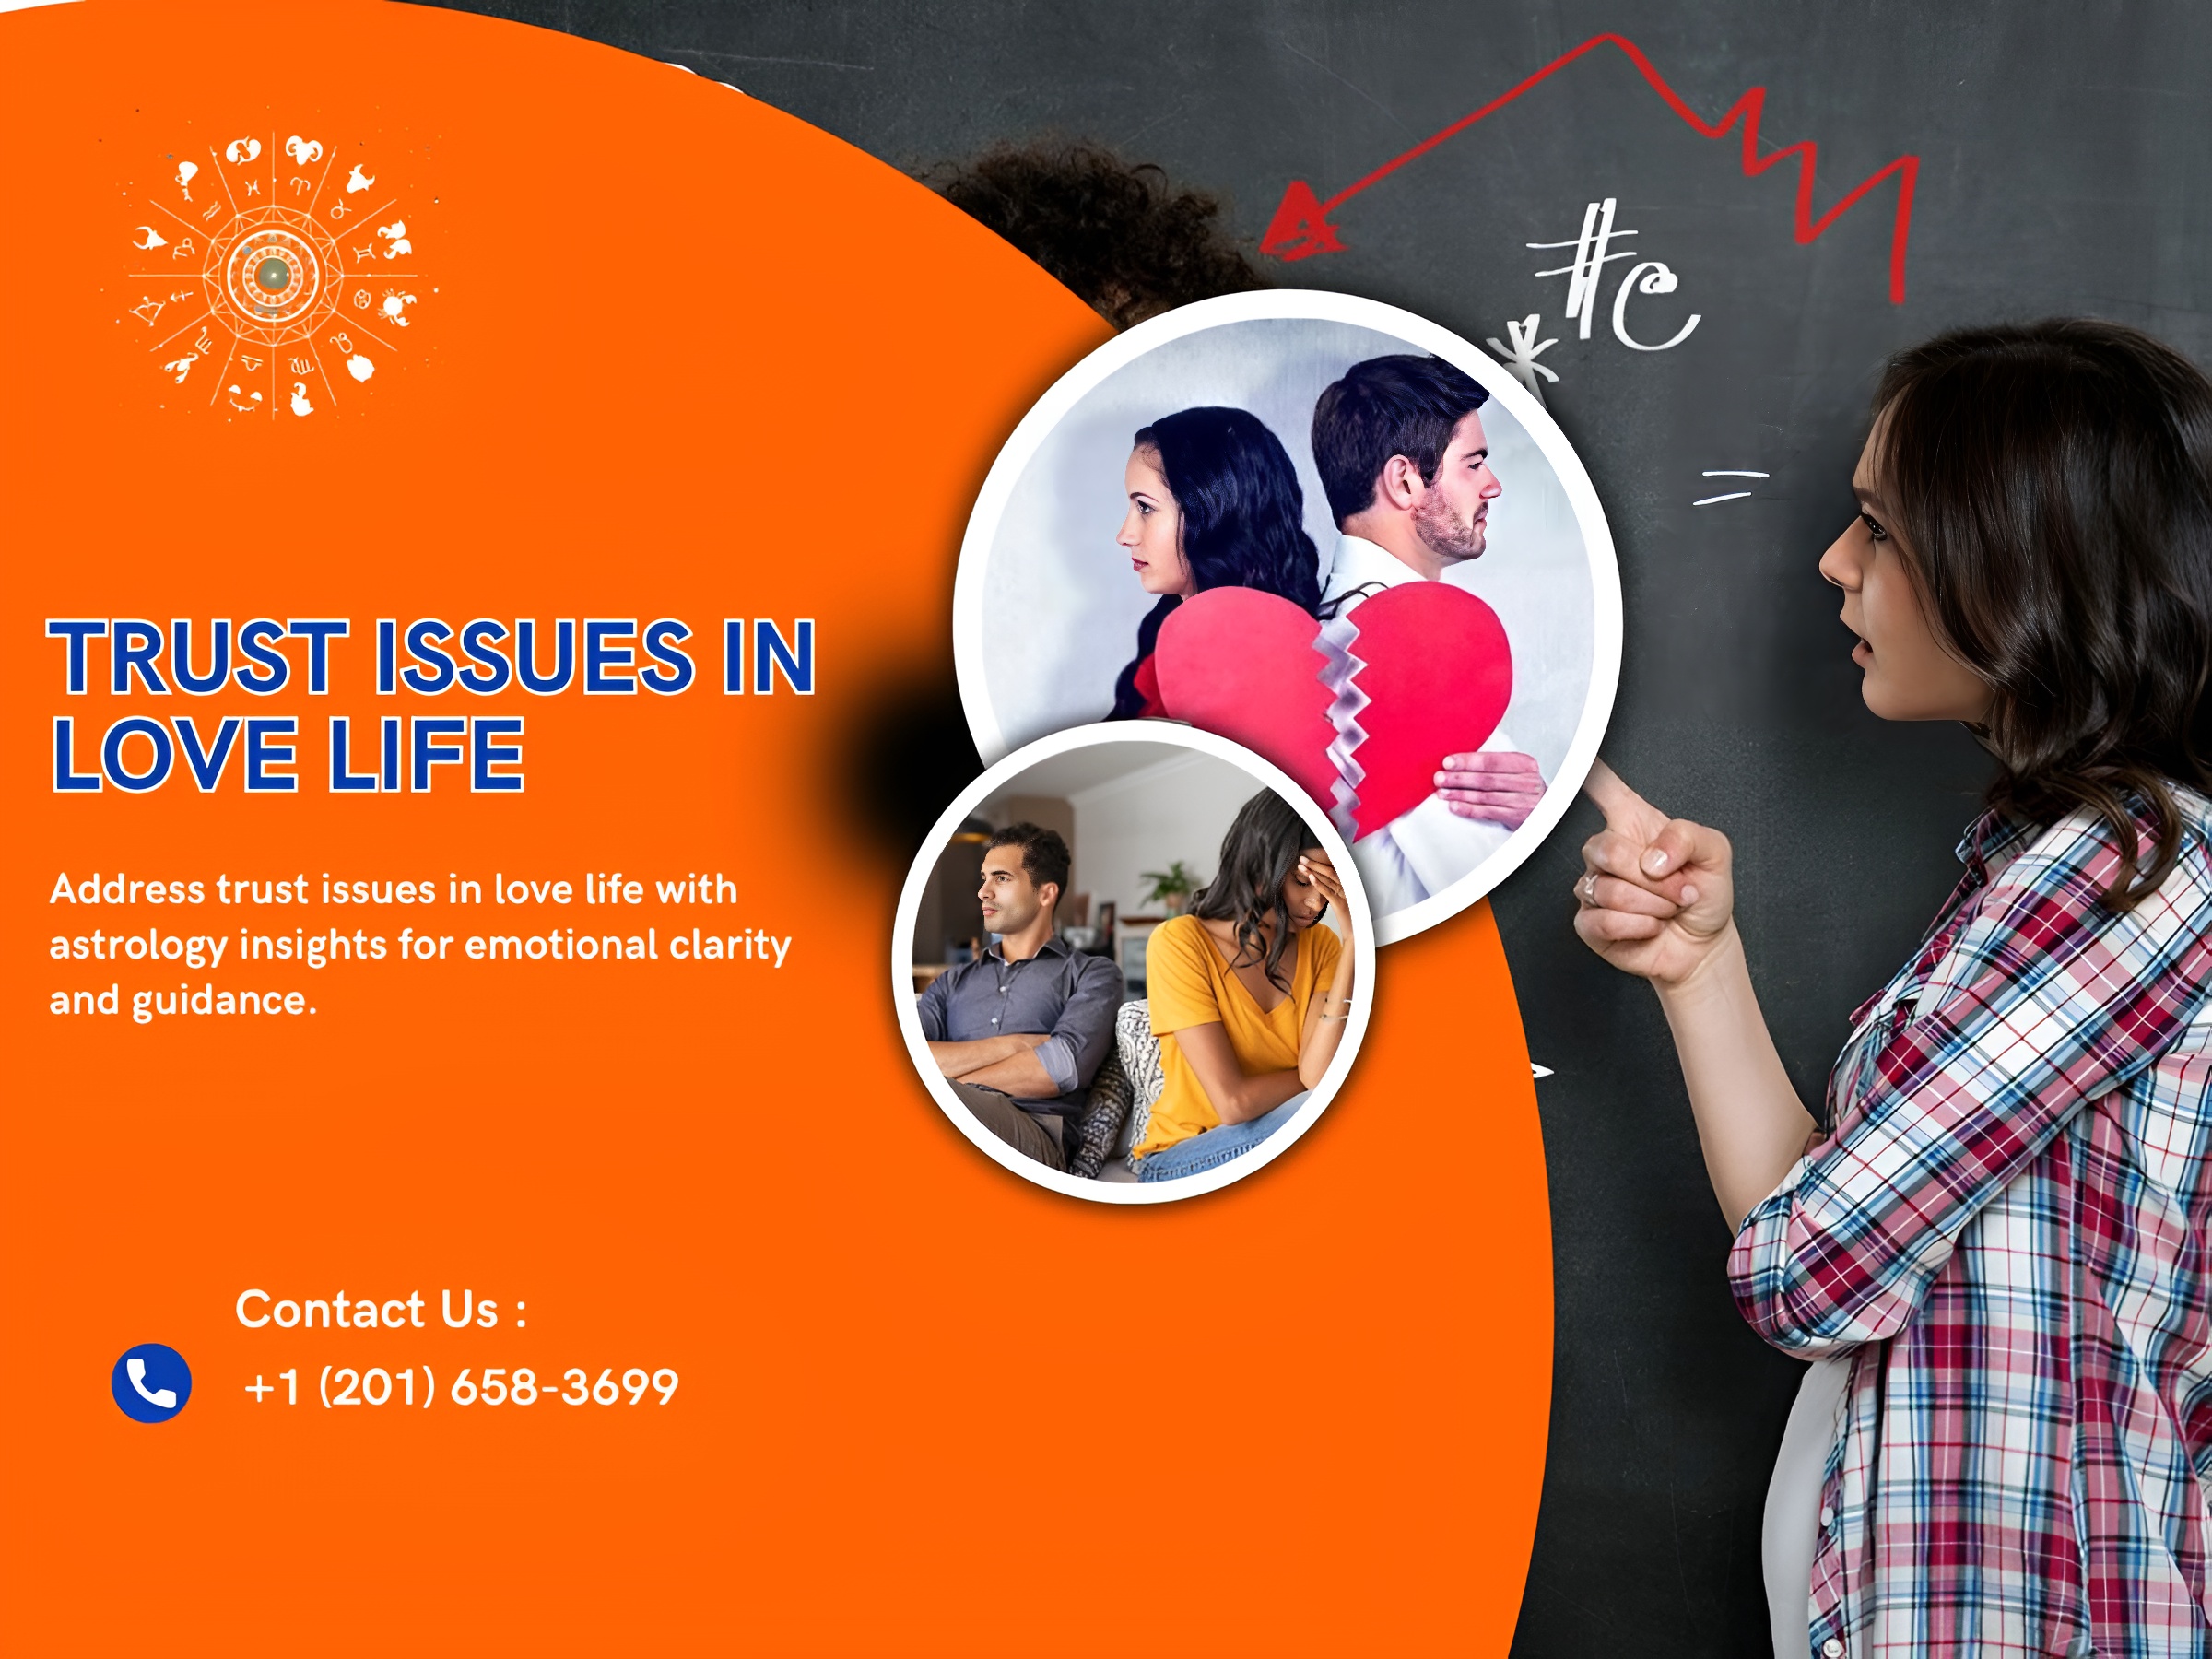 TRUST ISSUES IN
LOVE LIFE
Address trust issues in love life with
astrology insights for emotional clarity
and guidance.
Contact Us :
+1 (201) 658-3699
#e
*
=